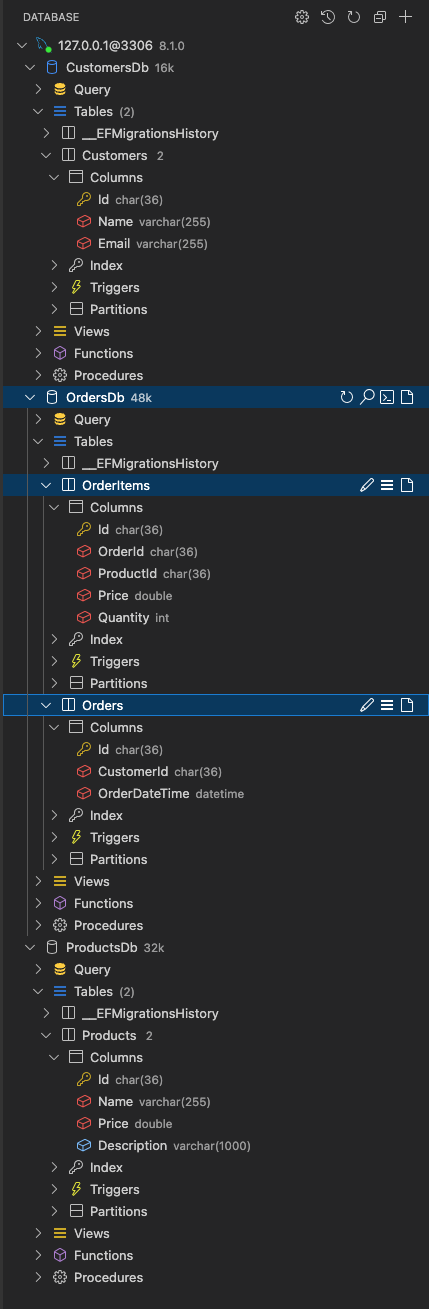 DATABASE
127.0.0.1@3306 8.1.0
CustomersDb 16k
Query
Tables (2)
__EFMigrationsHistory
Customers 2
Columns
Id char(36)
Name varchar(255)
Email varchar(255)
Index
Triggers
Partitions
Views
Functions
Procedures
OrdersDb 48k
Query
Tables
__EFMigrationsHistory
OrderItems
Columns
Id char(36)
OrderId char(36)
ProductId char(36)
Price double
Quantity int
Index
Triggers
Partitions
Orders
Columns
Id char(36)
CustomerId char(36)
OrderDateTime datetime
Index
Triggers
Partitions
Views
Functions
Procedures
ProductsDb 32k
Query
Tables (2)
__EFMigrationsHistory
Products 2
Columns
Id char(36)
Name varchar(255)
Price double
Description varchar(1000)
Index
Triggers
Partitions
Views
Functions
Procedures